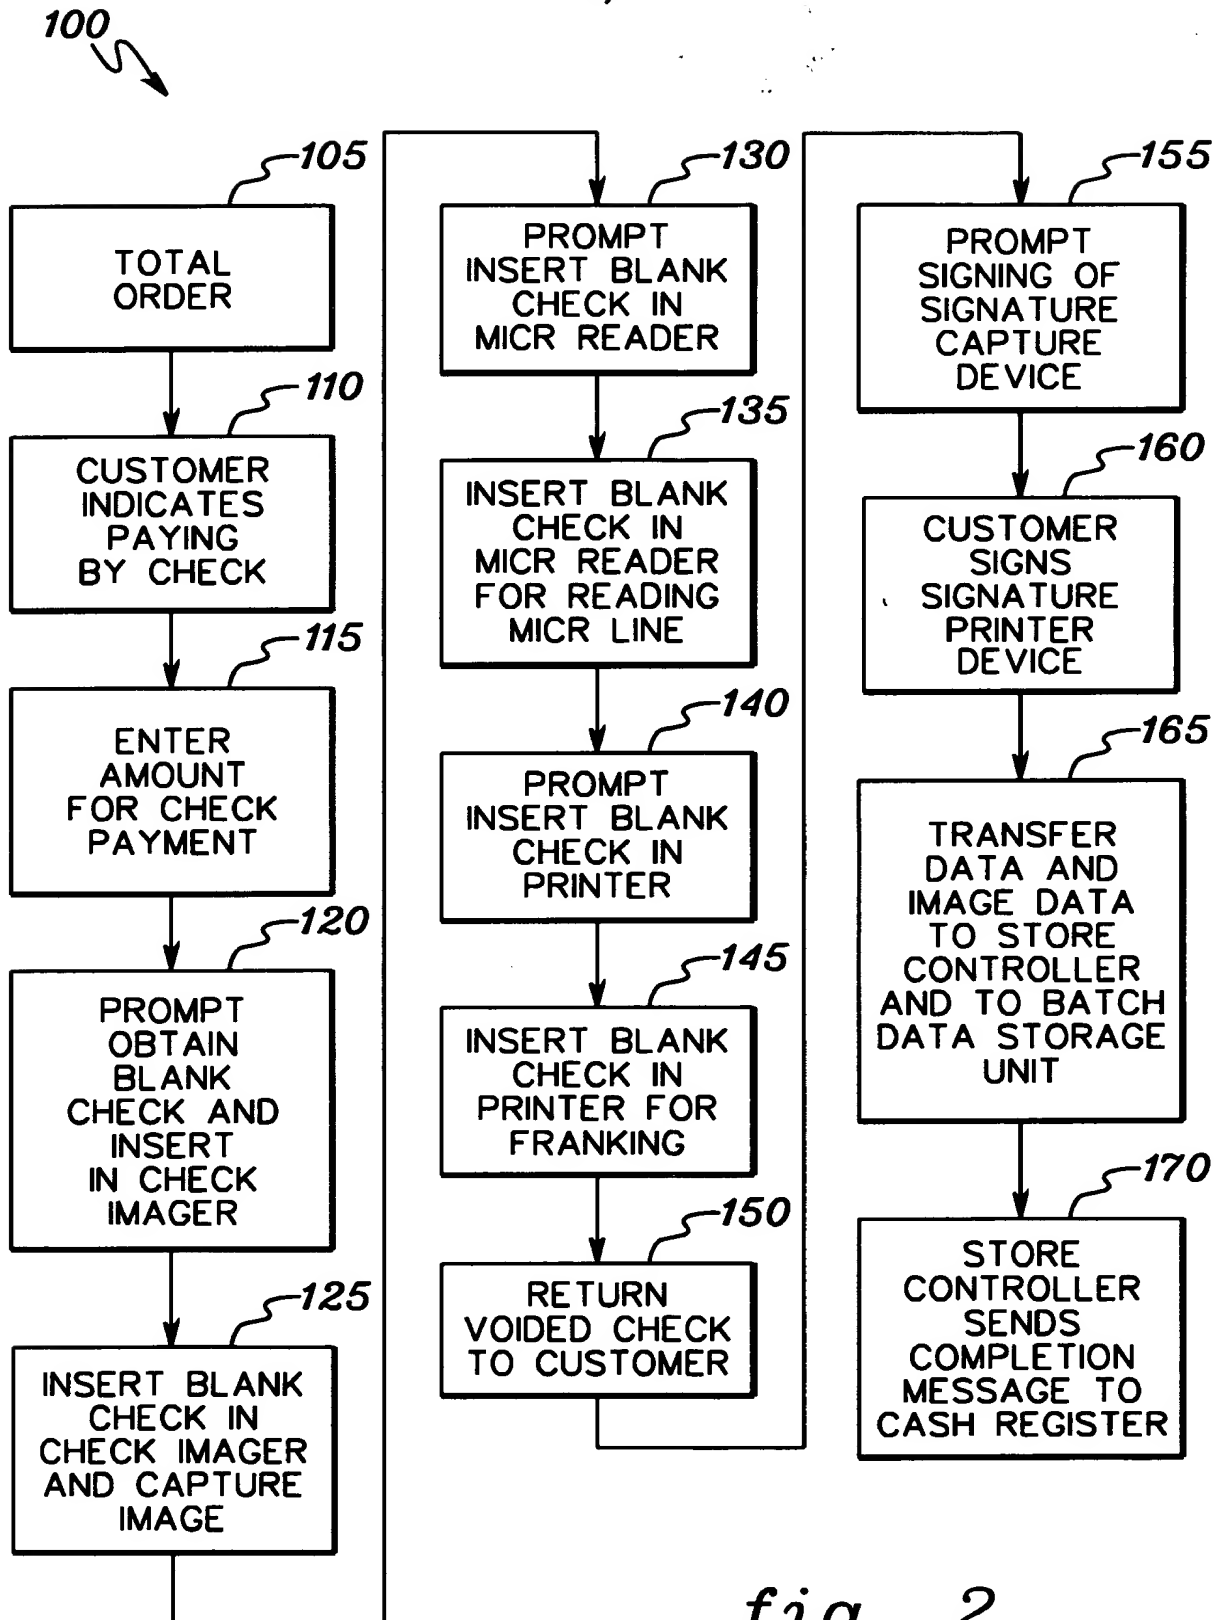 100
105
TOTAL
ORDER
110
CUSTOMER
INDICATES
PAYING
BY CHECK
115
ENTER
AMOUNT
FOR CHECK
PAYMENT
120
PROMPT
OBTAIN
BLANK
CHECK AND
INSERT
IN CHECK
IMAGER
125
INSERT BLANK
CHECK IN
CHECK IMAGER
AND CAPTURE
IMAGE
130
PROMPT
INSERT BLANK
CHECK IN
MICR READER
135
INSERT BLANK
CHECK IN
MICR READER
FOR READING
MICR LINE
140
PROMPT
INSERT BLANK
CHECK IN
PRINTER
145
INSERT BLANK
CHECK IN
PRINTER FOR
FRANKING
150
RETURN
VOIDED CHECK
TO CUSTOMER
155
PROMPT
SIGNING OF
SIGNATURE
CAPTURE
DEVICE
160
CUSTOMER
SIGNS
SIGNATURE
PRINTER
DEVICE
165
TRANSFER
DATA AND
IMAGE DATA
TO STORE
CONTROLLER
AND TO BATCH
DATA STORAGE
UNIT
170
STORE
CONTROLLER
SENDS
COMPLETION
MESSAGE TO
CASH REGISTER
fig. 2